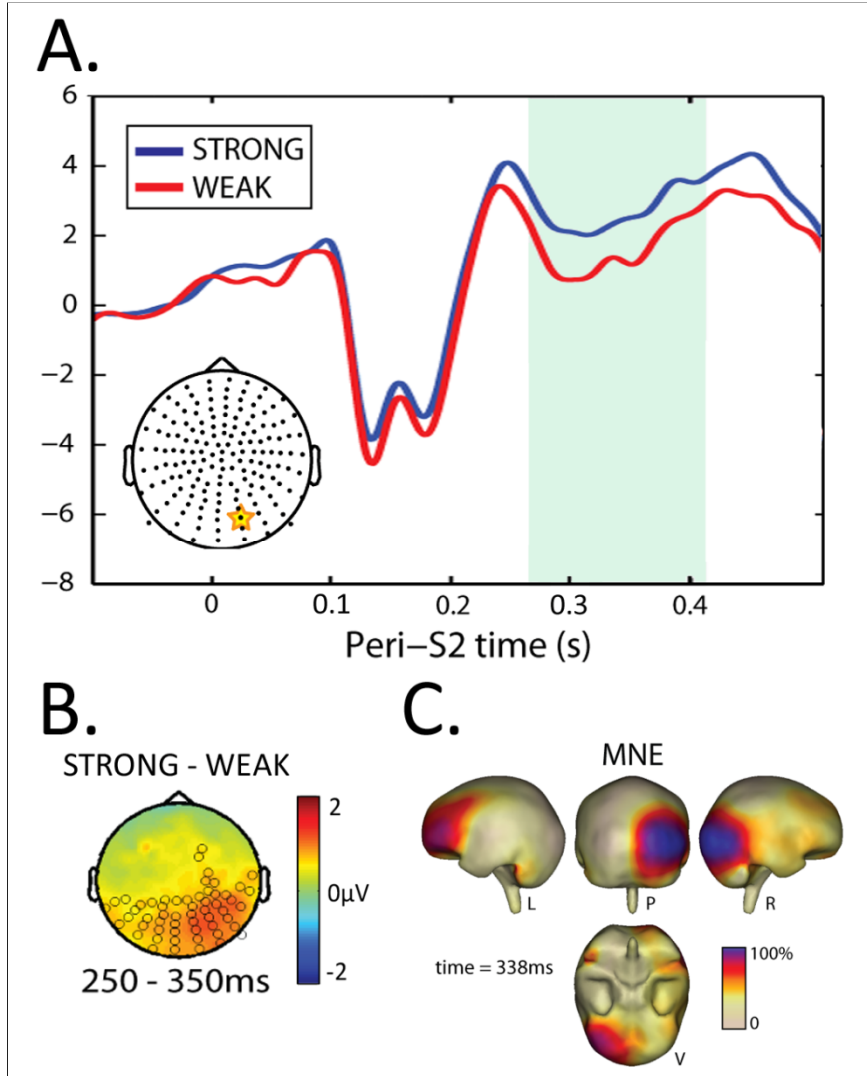 A.
6
4
2
0
−2
−4
−6
−8
STRONG
WEAK
0
0.1
0.2
0.3
0.4
Peri−S2 time (s)
B.
STRONG - WEAK
2
0µV
-2
250 - 350ms
C.
MNE
L
P
R
time = 338ms
100%
0
V